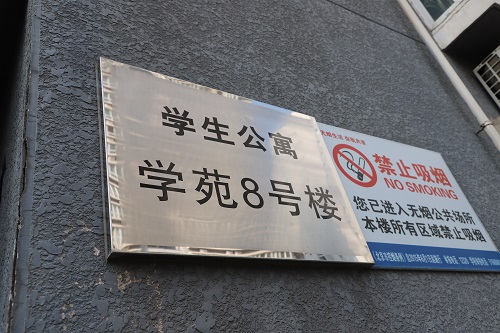 学生公寓
学苑8号楼
禁止吸烟
NO SMOKING
您已进入无烟公共场所
本楼所有区域禁止吸烟